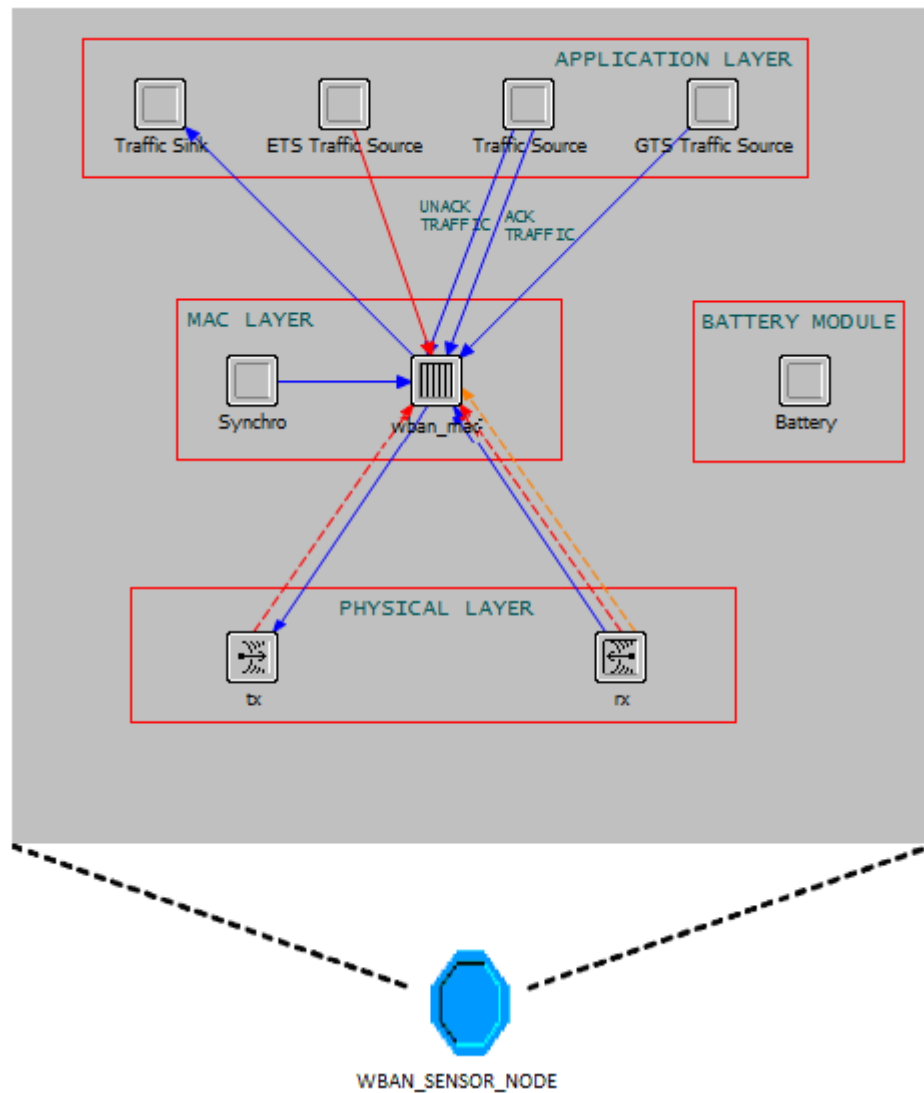 APPLICATION LAYER
Traffic Sink
ETS Traffic Source
Traffic Source
GTS Traffic Source
UNACK
TRAFFIC
ACK
TRAFFIC
MAC LAYER
BATTERY MODULE
Synchro
wban_mac
Battery
PHYSICAL LAYER
tx
rx
WBAN_SENSOR_NODE